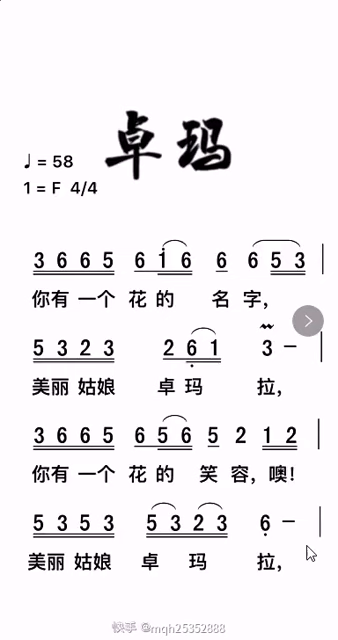 卓玛
♩= 58
1 = F 4/4
3 6 6 5 6 1 6 6 6 5 3
你有 一个 花 的 名 字，
5 3 2 3 2 6 1 3 –
美丽 姑娘 卓 玛 拉，
3 6 6 5 6 5 6 5 2 1 2
你有 一个 花 的 笑 容，噢！
5 3 5 3 5 3 2 3 6 –
美丽 姑娘 卓 玛 拉，
快手 @mqh25352888